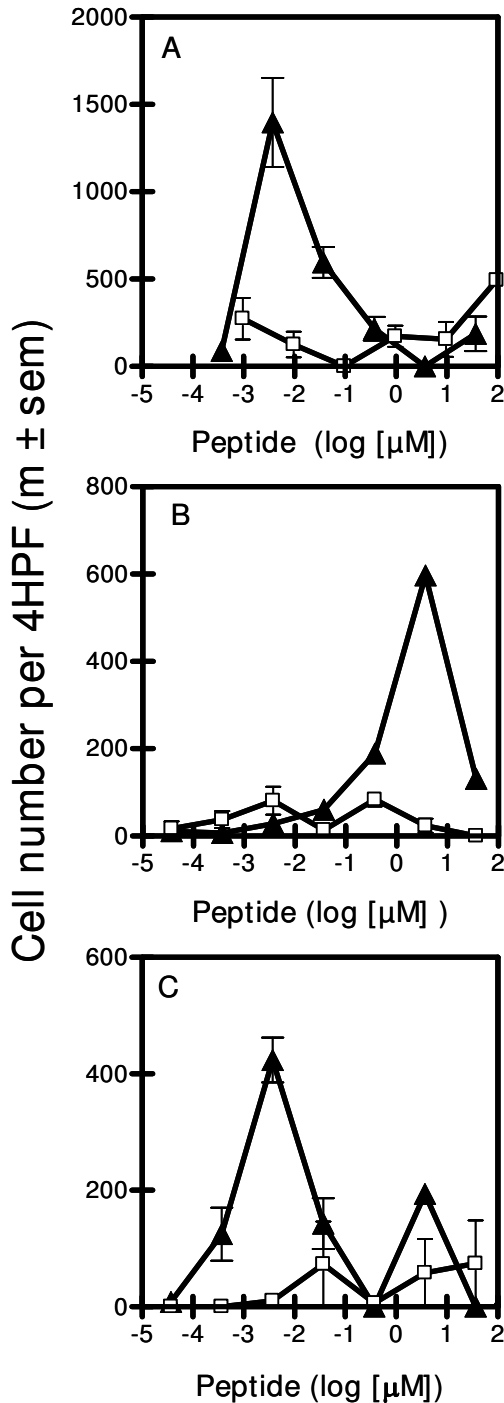 Cell number per 4HPF (m ± sem)
A
2000
1500
1000
500
0
-5 -4 -3 -2 -1 0 1 2
Peptide (log [µM])
B
800
600
400
200
0
-5 -4 -3 -2 -1 0 1 2
Peptide (log [µM] )
C
600
400
200
0
-5 -4 -3 -2 -1 0 1 2
Peptide (log [µM])